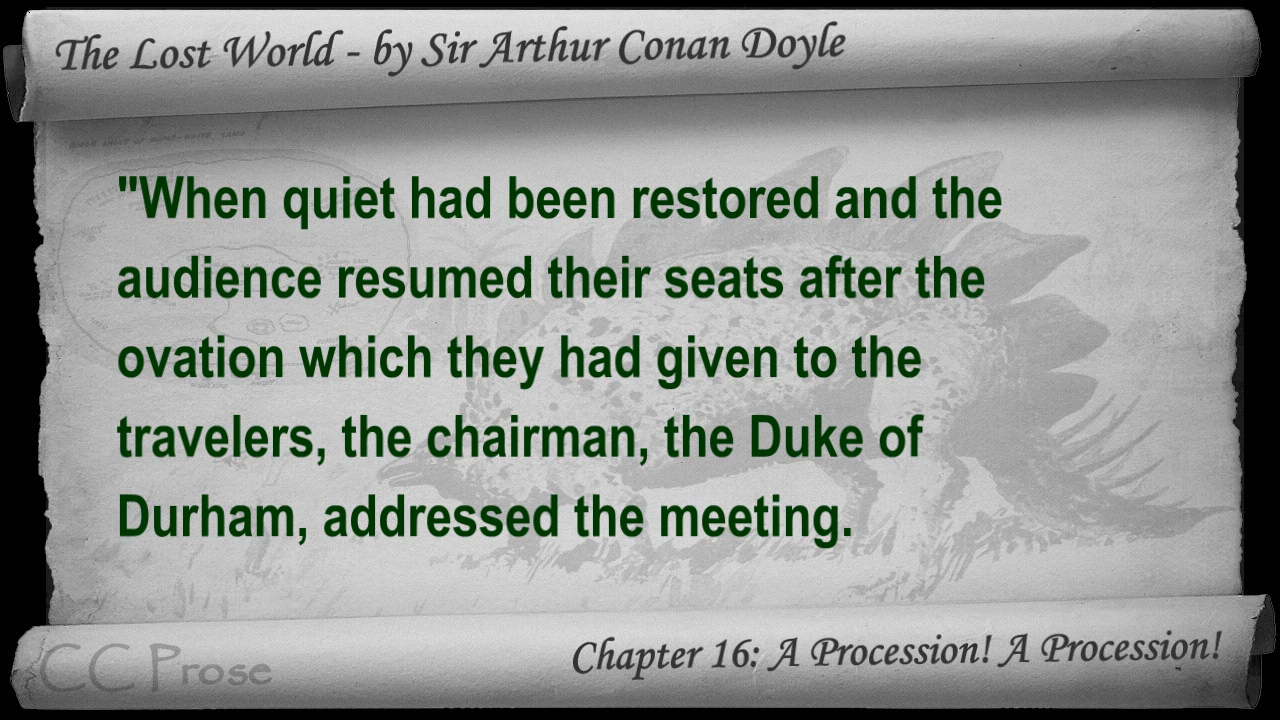 The Lost World - by Sir Arthur Conan Doyle
"When quiet had been restored and the
audience resumed their seats after the
ovation which they had given to the
travelers, the chairman, the Duke of
Durham, addressed the meeting.
CC Prose
Chapter 16: A Procession! A Procession!